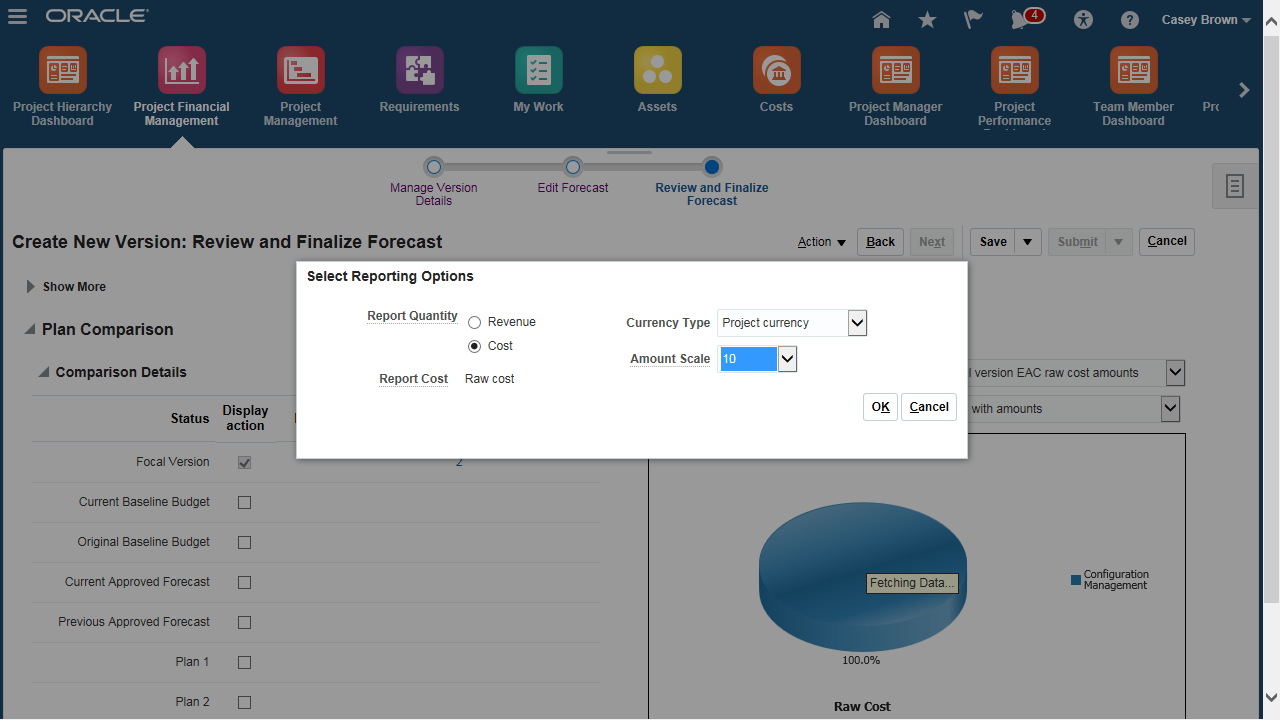 ORACLE
4
Casey Brown
Project Hierarchy Dashboard
Project Financial Management
Project Management
Requirements
My Work
Assets
Costs
Project Manager Dashboard
Project Performance
Team Member Dashboard
Manage Version Details
Edit Forecast
Review and Finalize Forecast
Create New Version: Review and Finalize Forecast
Action
Back
Next
Save
Submit
Cancel
Show More
Plan Comparison
Comparison Details
Select Reporting Options
Report Quantity
Revenue
Cost
Report Cost
Raw cost
Currency Type
Project currency
Amount Scale
10
OK
Cancel
version EAC raw cost amounts
with amounts
Status
Display action
Focal Version
2
Current Baseline Budget
Original Baseline Budget
Current Approved Forecast
Previous Approved Forecast
Plan 1
Plan 2
Fetching Data...
Configuration Management
100.0%
Raw Cost